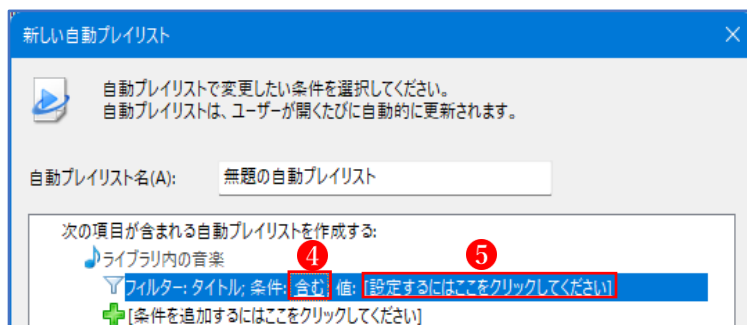 新しい自動プレイリスト
自動プレイリストで変更したい条件を選択してください。
自動プレイリストは、ユーザーが開くたびに自動的に更新されます。
自動プレイリスト名(A): 無題の自動プレイリスト
次の項目が含まれる自動プレイリストを作成する:
ライブラリ内の音楽
4 5
フィルター: タイトル; 条件: 含む; 値: [設定するにはここをクリックしてください]
[条件を追加するにはここをクリックしてください]